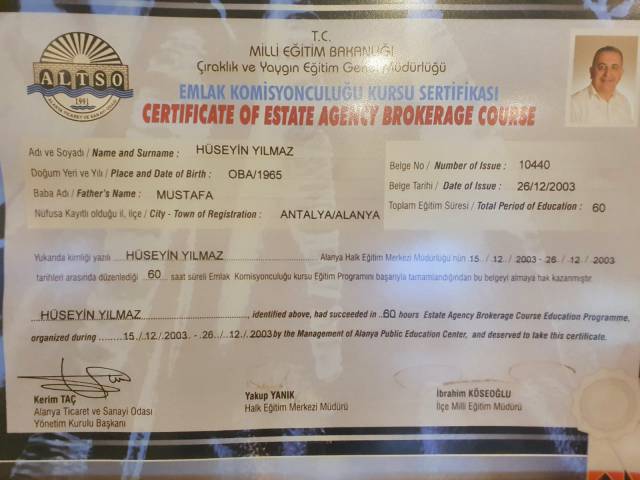 T.C.
MİLLİ EĞİTİM BAKANLIĞI
Çıraklık ve Yaygın Eğitim Genel Müdürlüğü
ALTSO
1991
ALANYA TİCARET VE SANAYİ ODASI
EMLAK KOMİSYONCULUĞU KURSU SERTİFİKASI
CERTIFICATE OF ESTATE AGENCY BROKERAGE COURSE
Adı ve Soyadı / Name and Surname : HÜSEYİN YILMAZ
Doğum Yeri ve Yılı / Place and Date of Birth : OBA/1965
Baba Adı / Father's Name : MUSTAFA
Nüfusa Kayıtlı olduğu il, ilçe / City - Town of Registration : ANTALYA/ALANYA
Belge No / Number of Issue : 10440
Belge Tarihi / Date of Issue : 26/12/2003
Toplam Eğitim Süresi / Total Period of Education : 60
Yukarıda kimliği yazılı HÜSEYİN YILMAZ Alanya Halk Eğitim Merkezi Müdürlüğü'nün 15 / 12 / 2003 - 26 / 12 / 2003
tarihleri arasında düzenlediği 60 saat süreli Emlak Komisyonculuğu kursu Eğitim Programını başarıyla tamamlandığından bu belgeyi almaya hak kazanmıştır.
HÜSEYİN YILMAZ, identified above, had succeeded in 60 hours Estate Agency Brokerage Course Education Programme,
organized during 15 / 12 / 2003 - 26 / 12 / 2003 by the Management of Alanya Public Education Center, and deserved to take this certificate.
Kerim TAÇ
Alanya Ticaret ve Sanayi Odası
Yönetim Kurulu Başkanı
Yakup YANIK
Halk Eğitim Merkezi Müdürü
İbrahim KÖSEOĞLU
İlçe Milli Eğitim Müdürü